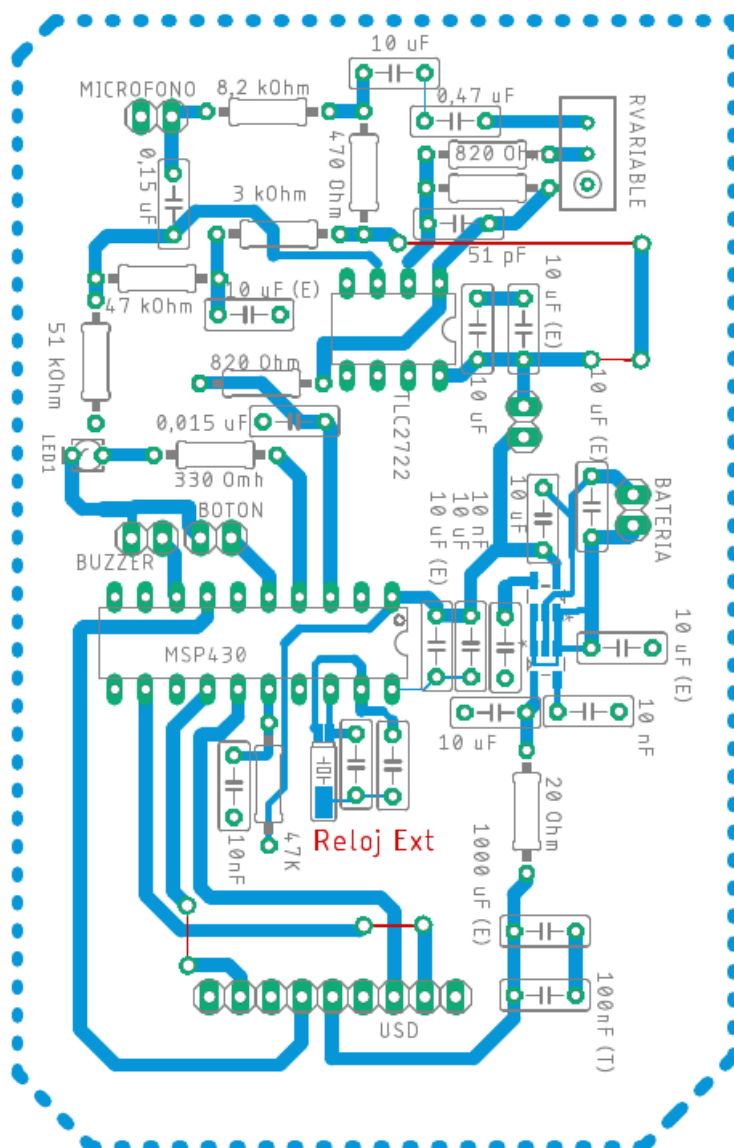 10 uF
MICROFONO
8,2 kOhm
0,47 uF
RVARIABLE
470 Ohm
820 Oh
0,15 uF
3 kOhm
51 pF
47 kOhm
10 uF (E)
10 uF (E)
51 kOhm
820 Ohm
TLC2722
10 uF
10 uF (E)
0,015 uF
LED1
330 Omh
BOTON
BUZZER
10 uF (E)
10 uF
10 nF
10 uF
BATERIA
MSP430
10 uF (E)
10 uF
10 nF
10nF
47K
Reloj Ext
20 Ohm
1000 uF (E)
100nF (T)
USD